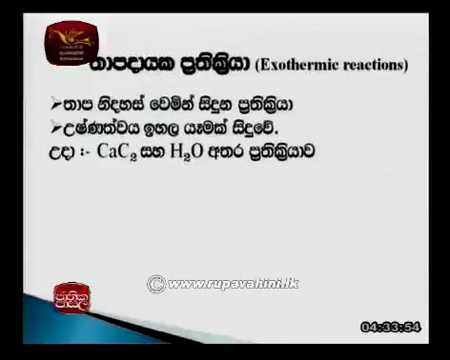 තාපදායක ප්‍රතික්‍රියා (Exothermic reactions)
➢තාප නිදහස් වෙමින් සිදුන ප්‍රතික්‍රියා
➢උෂ්ණත්වය ඉහල යෑමක් සිදුවේ.
උදා :- CaC₂ සහ H₂O අතර ප්‍රතික්‍රියාව
© www.rupavahini.lk
04:33:54